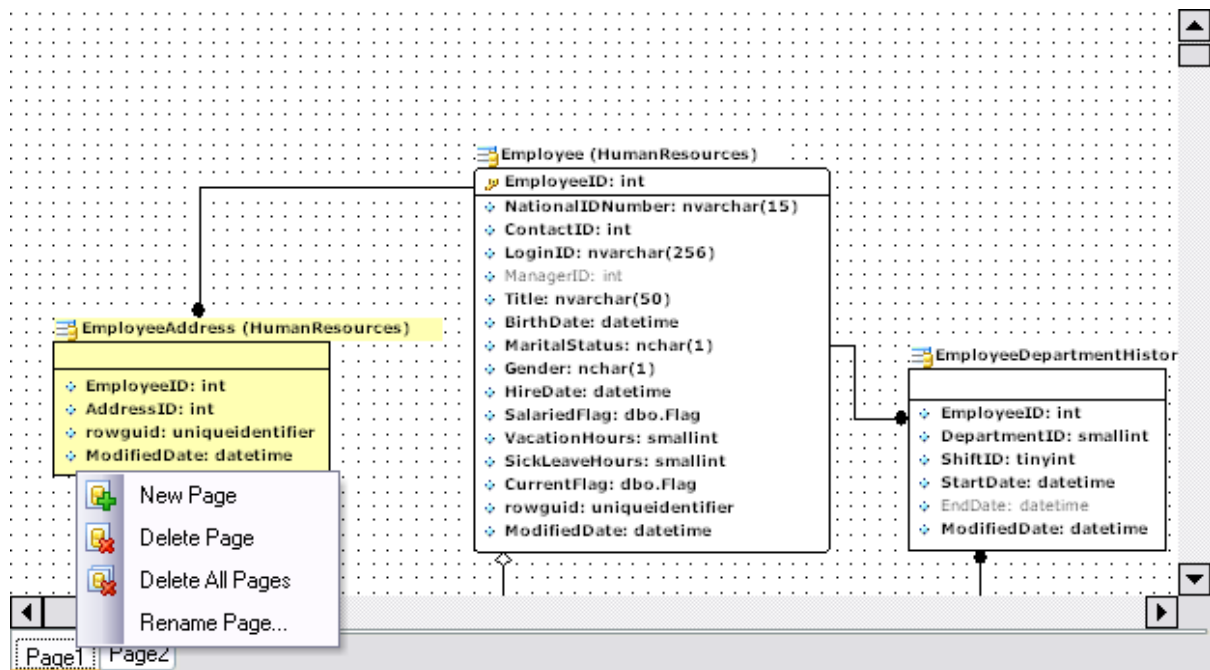 Employee (HumanResources)
EmployeeID: int
NationalIDNumber: nvarchar(15)
ContactID: int
LoginID: nvarchar(256)
ManagerID: int
Title: nvarchar(50)
BirthDate: datetime
MaritalStatus: nchar(1)
Gender: nchar(1)
HireDate: datetime
SalariedFlag: dbo.Flag
VacationHours: smallint
SickLeaveHours: smallint
CurrentFlag: dbo.Flag
rowguid: uniqueidentifier
ModifiedDate: datetime
EmployeeAddress (HumanResources)
EmployeeID: int
AddressID: int
rowguid: uniqueidentifier
ModifiedDate: datetime
EmployeeDepartmentHistor
EmployeeID: int
DepartmentID: smallint
ShiftID: tinyint
StartDate: datetime
EndDate: datetime
ModifiedDate: datetime
New Page
Delete Page
Delete All Pages
Rename Page...
Page1 Page2